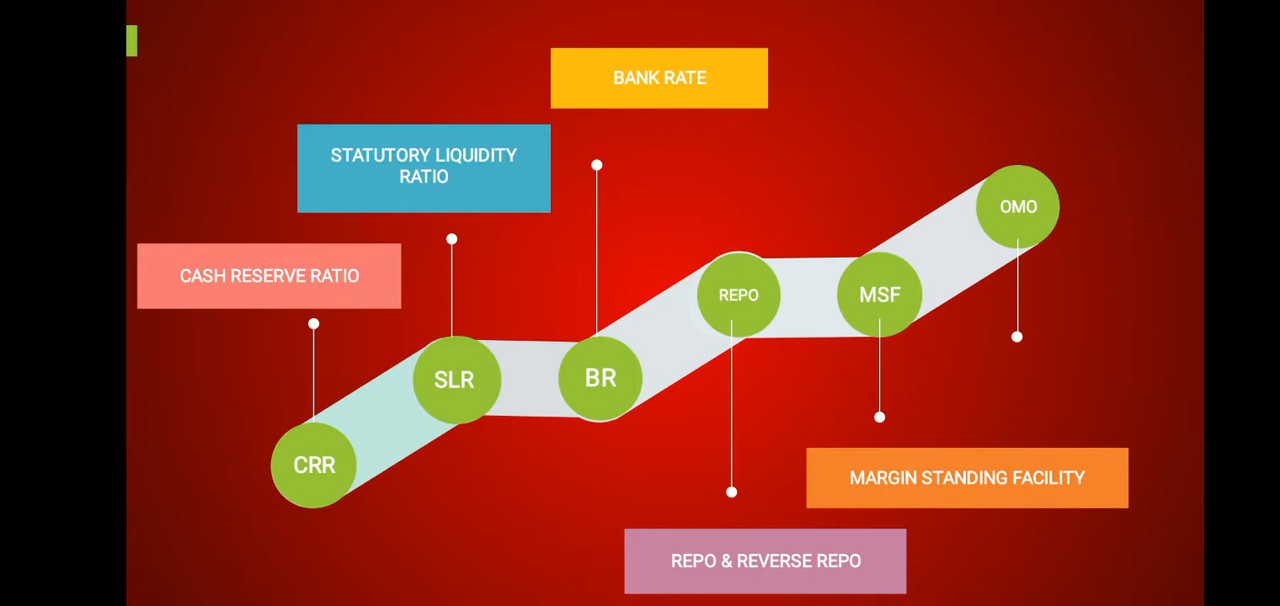 BANK RATE
STATUTORY LIQUIDITY
RATIO
OMO
CASH RESERVE RATIO
REPO
MSF
SLR
BR
CRR
MARGIN STANDING FACILITY
REPO & REVERSE REPO